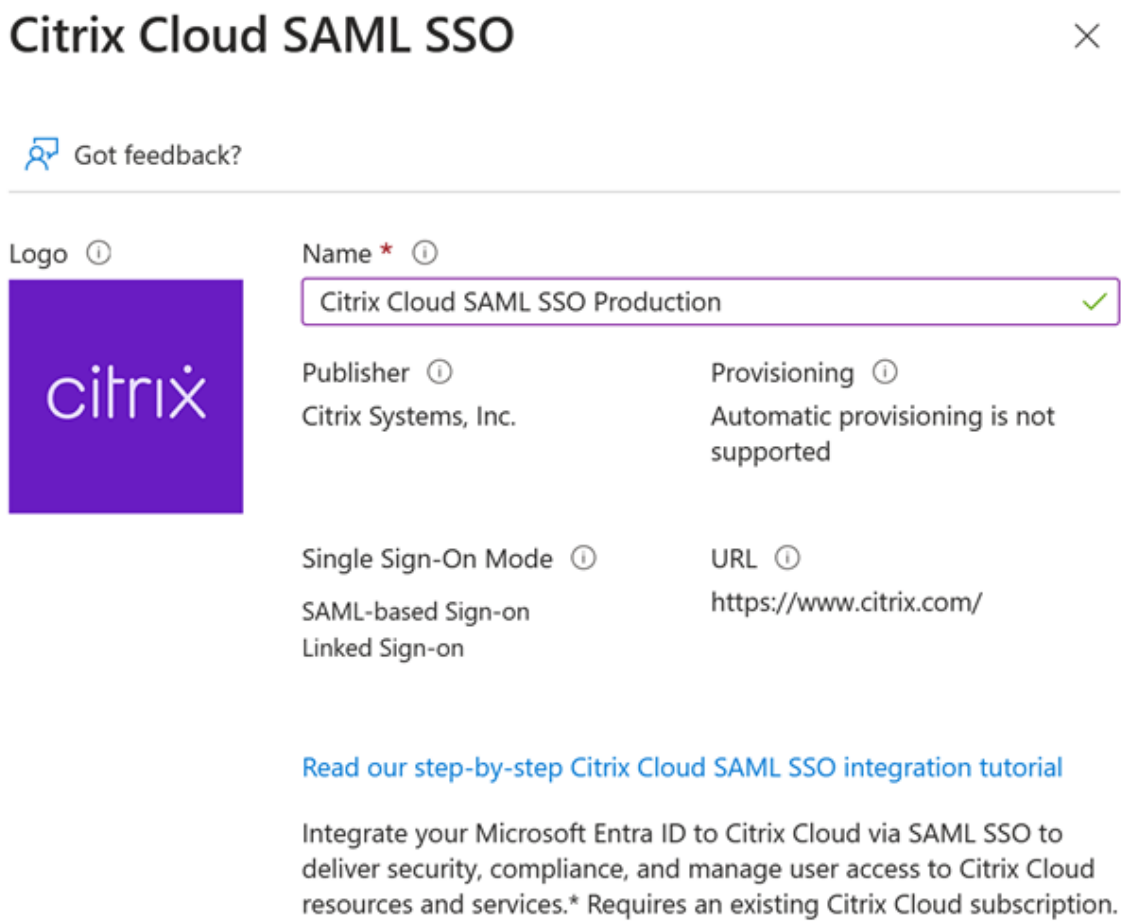 Citrix Cloud SAML SSO
Got feedback?
Logo
citrix
Name *
Citrix Cloud SAML SSO Production
Publisher
Citrix Systems, Inc.
Provisioning
Automatic provisioning is not
supported
Single Sign-On Mode
SAML-based Sign-on
Linked Sign-on
URL
https://www.citrix.com/
Read our step-by-step Citrix Cloud SAML SSO integration tutorial
Integrate your Microsoft Entra ID to Citrix Cloud via SAML SSO to
deliver security, compliance, and manage user access to Citrix Cloud
resources and services.* Requires an existing Citrix Cloud subscription.